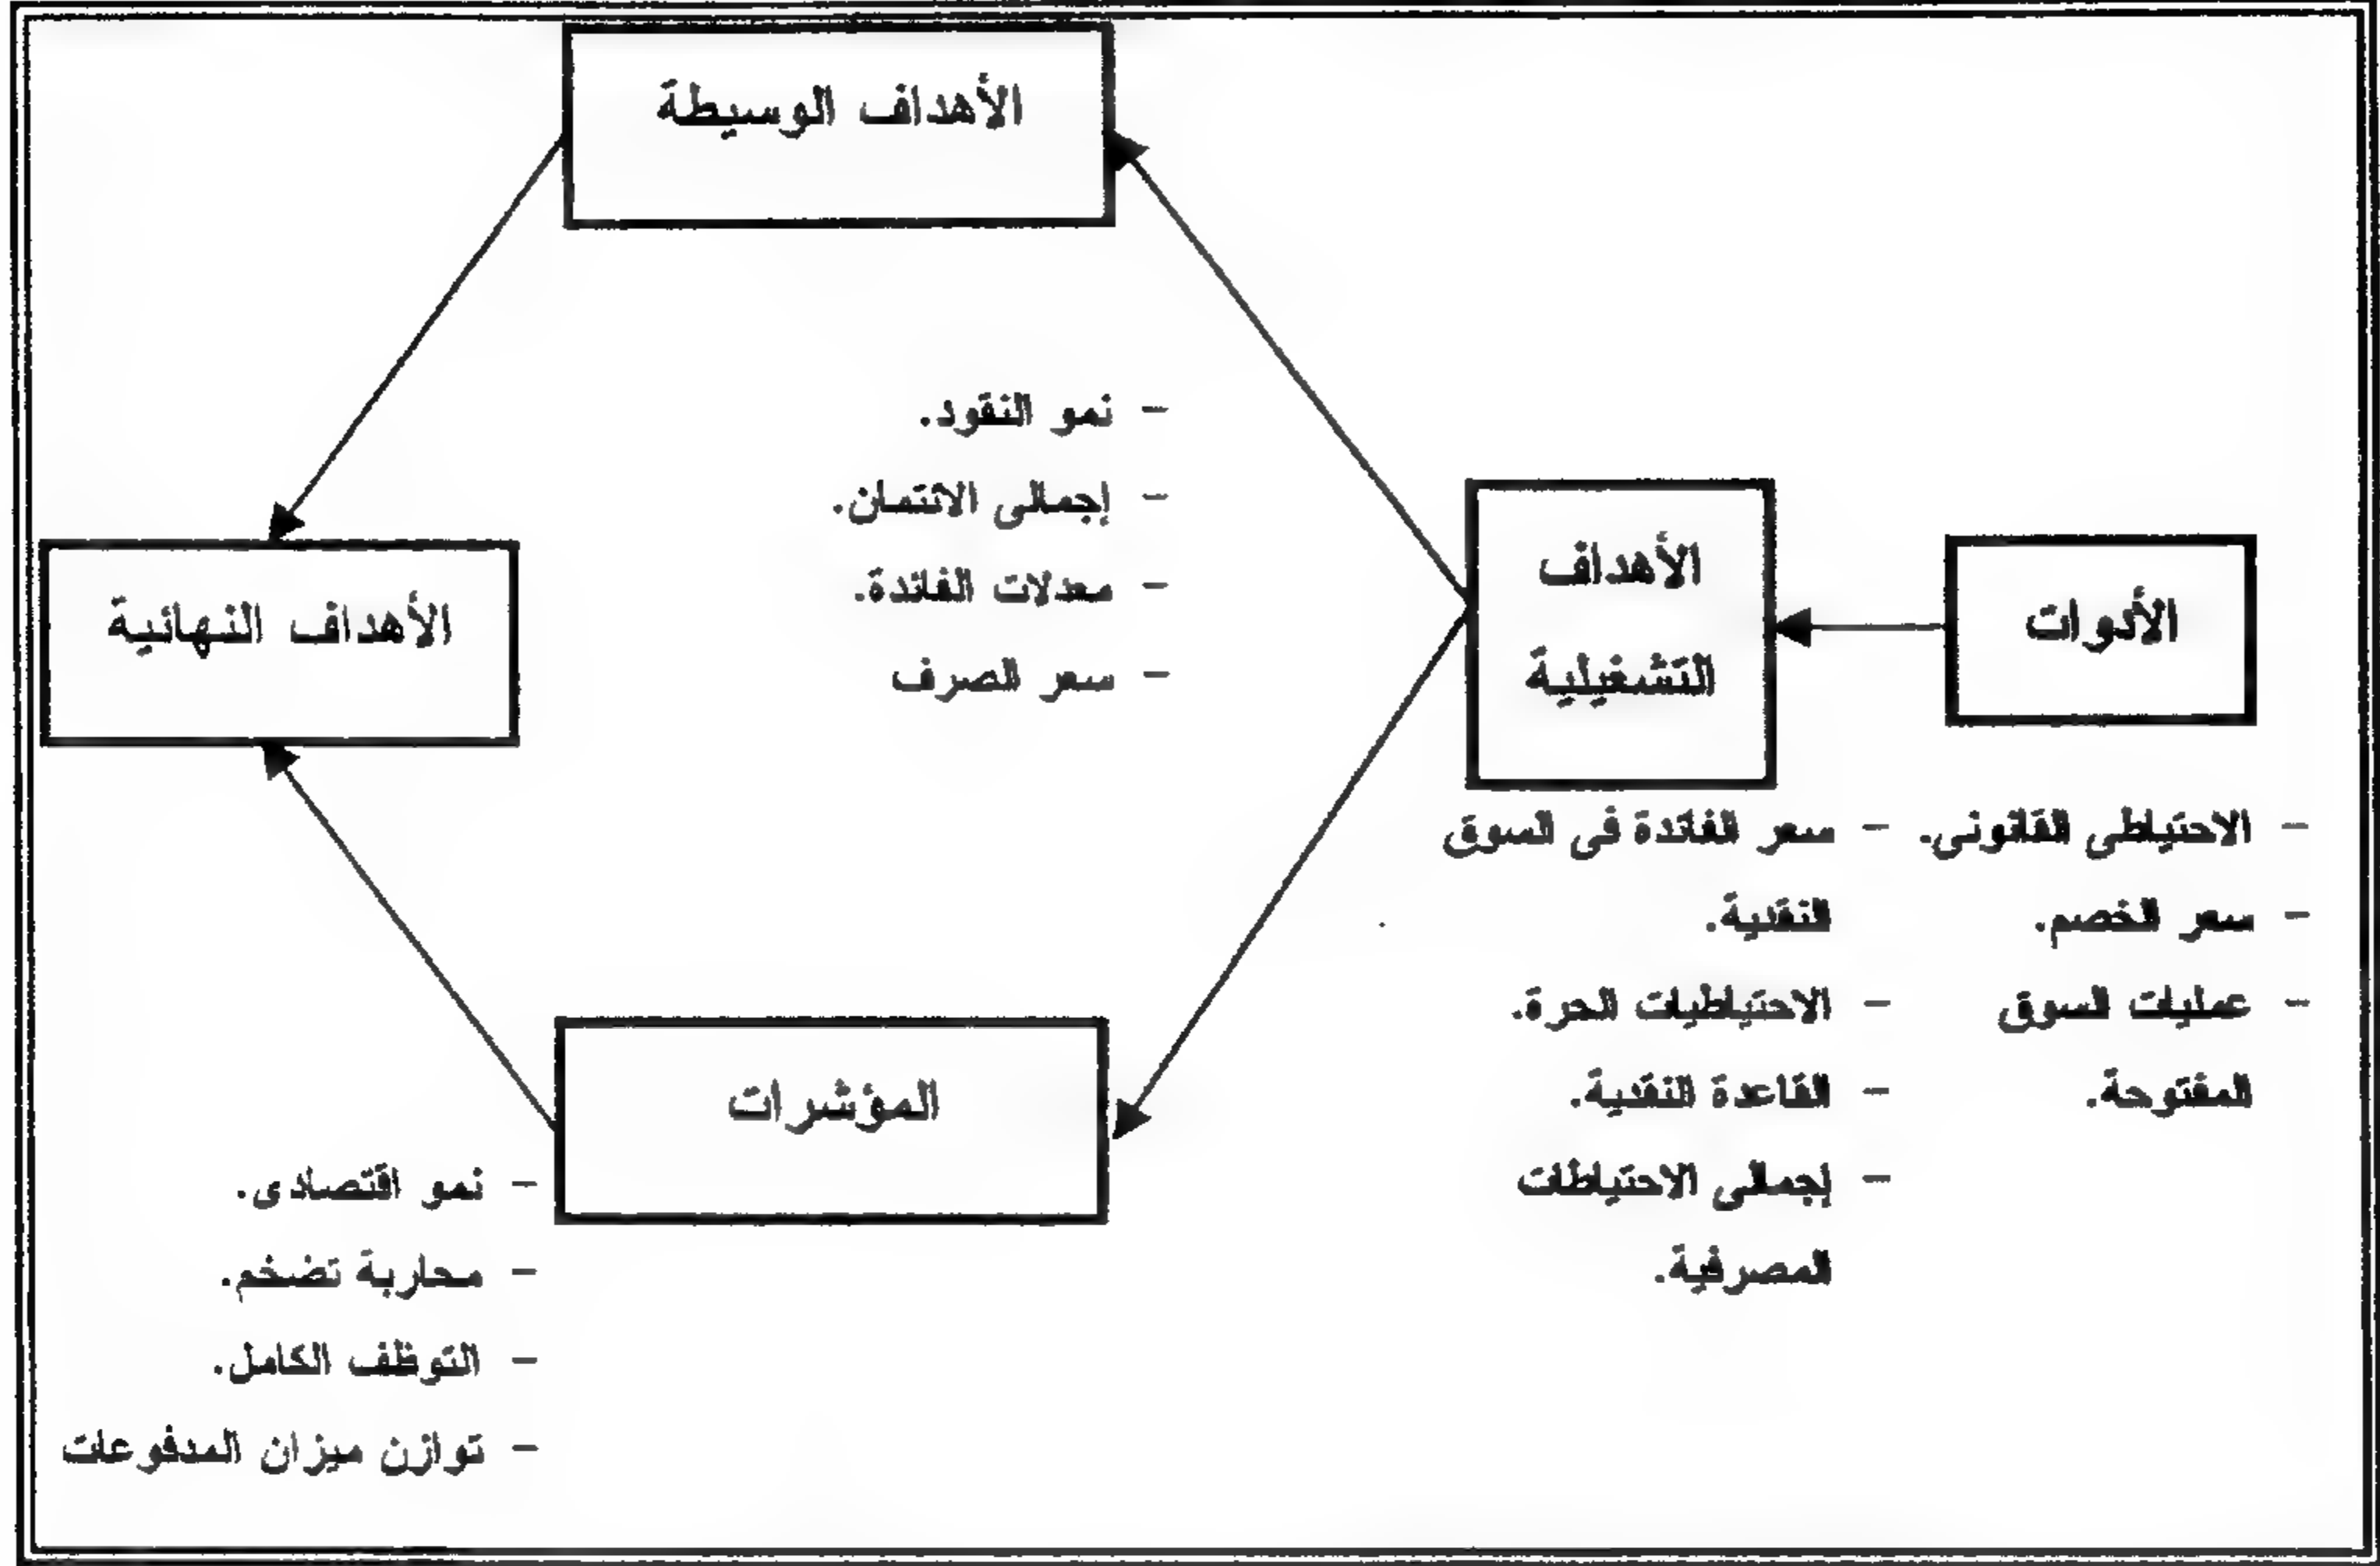 الأهداف الوسيطة
- نمو النقود.
- إجمالى الائتمان.
- معدلات الفائدة.
- سعر الصرف
الأدوات
- الاحتياطى القانونى.
- سعر الخصم.
- عمليات السوق
المفتوحة.
الأهداف
التشغيلية
- سعر الفائدة فى السوق
النقدية.
- الاحتياطيات الحرة.
- القاعدة النقدية.
- إجمالى الاحتياطات
المصرفية.
المؤشرات
الأهداف النهائية
- نمو اقتصادى.
- محاربة تضخم.
- التوظف الكامل.
- توازن ميزان المدفوعات